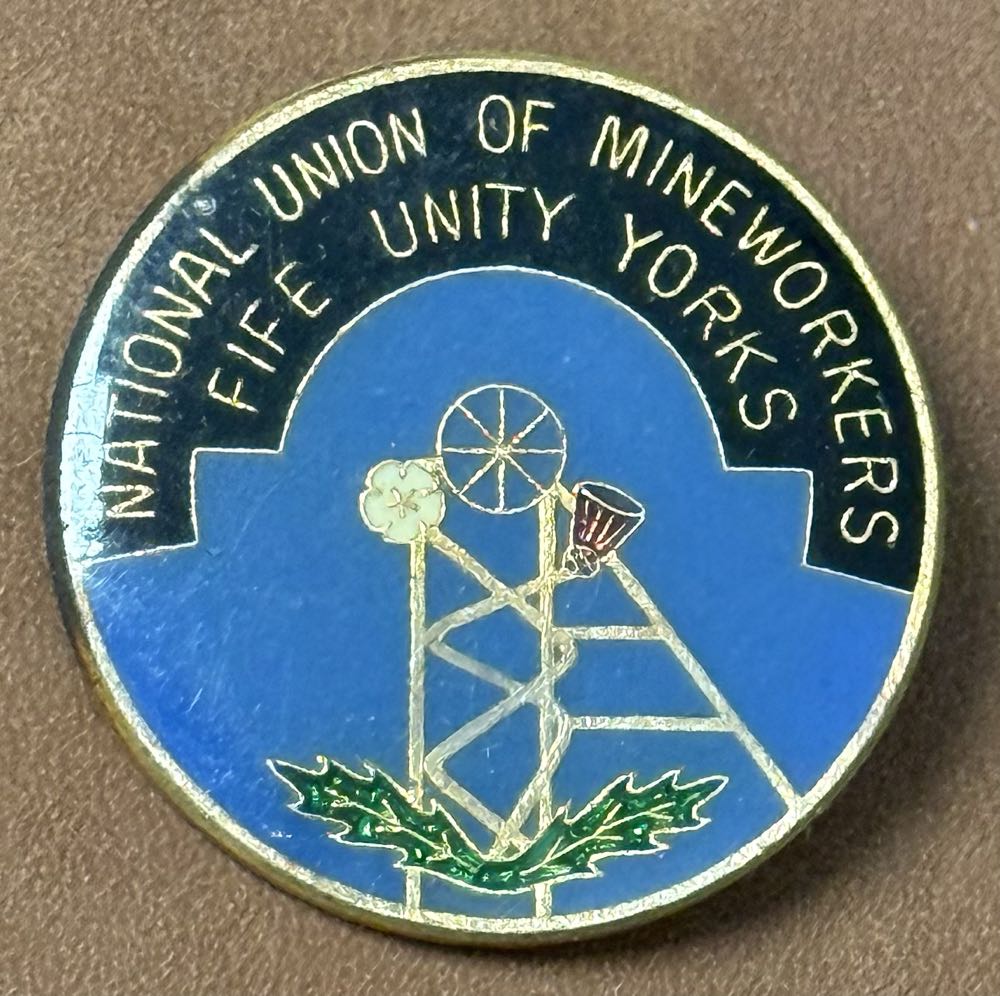 NATIONAL UNION OF MINEWORKERS
FIFE UNITY YORKS